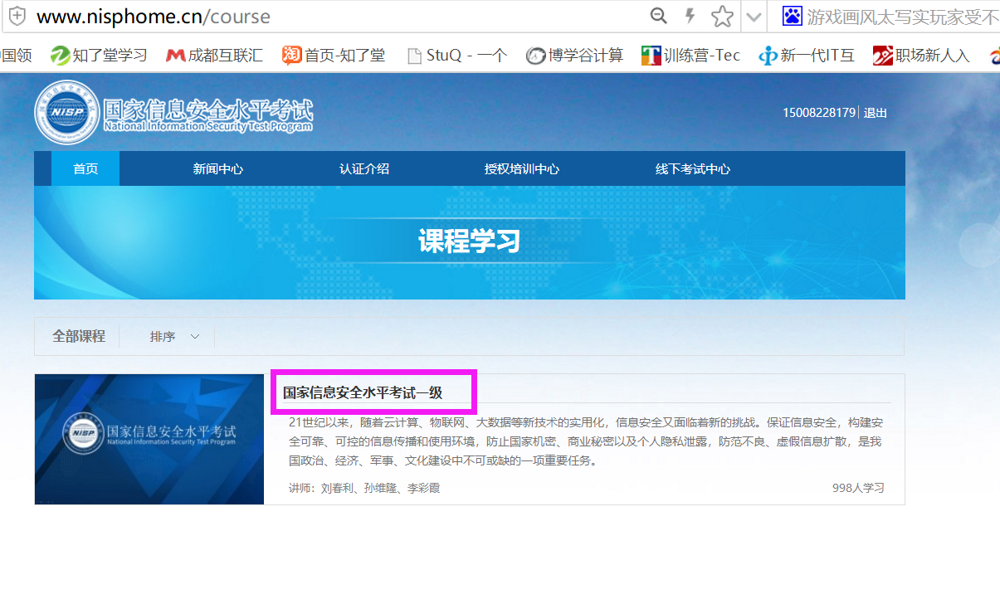 www.nisphome.cn/course
游戏画风太写实玩家受不
国领 知了堂学习 成都互联汇 首页-知了堂 StuQ - 一个 博学谷计算 训练营-Tec 新一代IT互 职场新人入
NISP 国家信息安全水平考试
National Information Security Test Program
15008228179 | 退出
首页 新闻中心 认证介绍 授权培训中心 线下考试中心
课程学习
全部课程 排序
NISP 国家信息安全水平考试
National Information Security Test Program
国家信息安全水平考试一级
21世纪以来，随着云计算、物联网、大数据等新技术的实用化，信息安全又面临着新的挑战。保证信息安全，构建安
全可靠、可控的信息传播和使用环境，防止国家机密、商业秘密以及个人隐私泄露，防范不良、虚假信息扩散，是我
国政治、经济、军事、文化建设中不可或缺的一项重要任务。
讲师：刘春利、孙维隆、李彩霞 998人学习